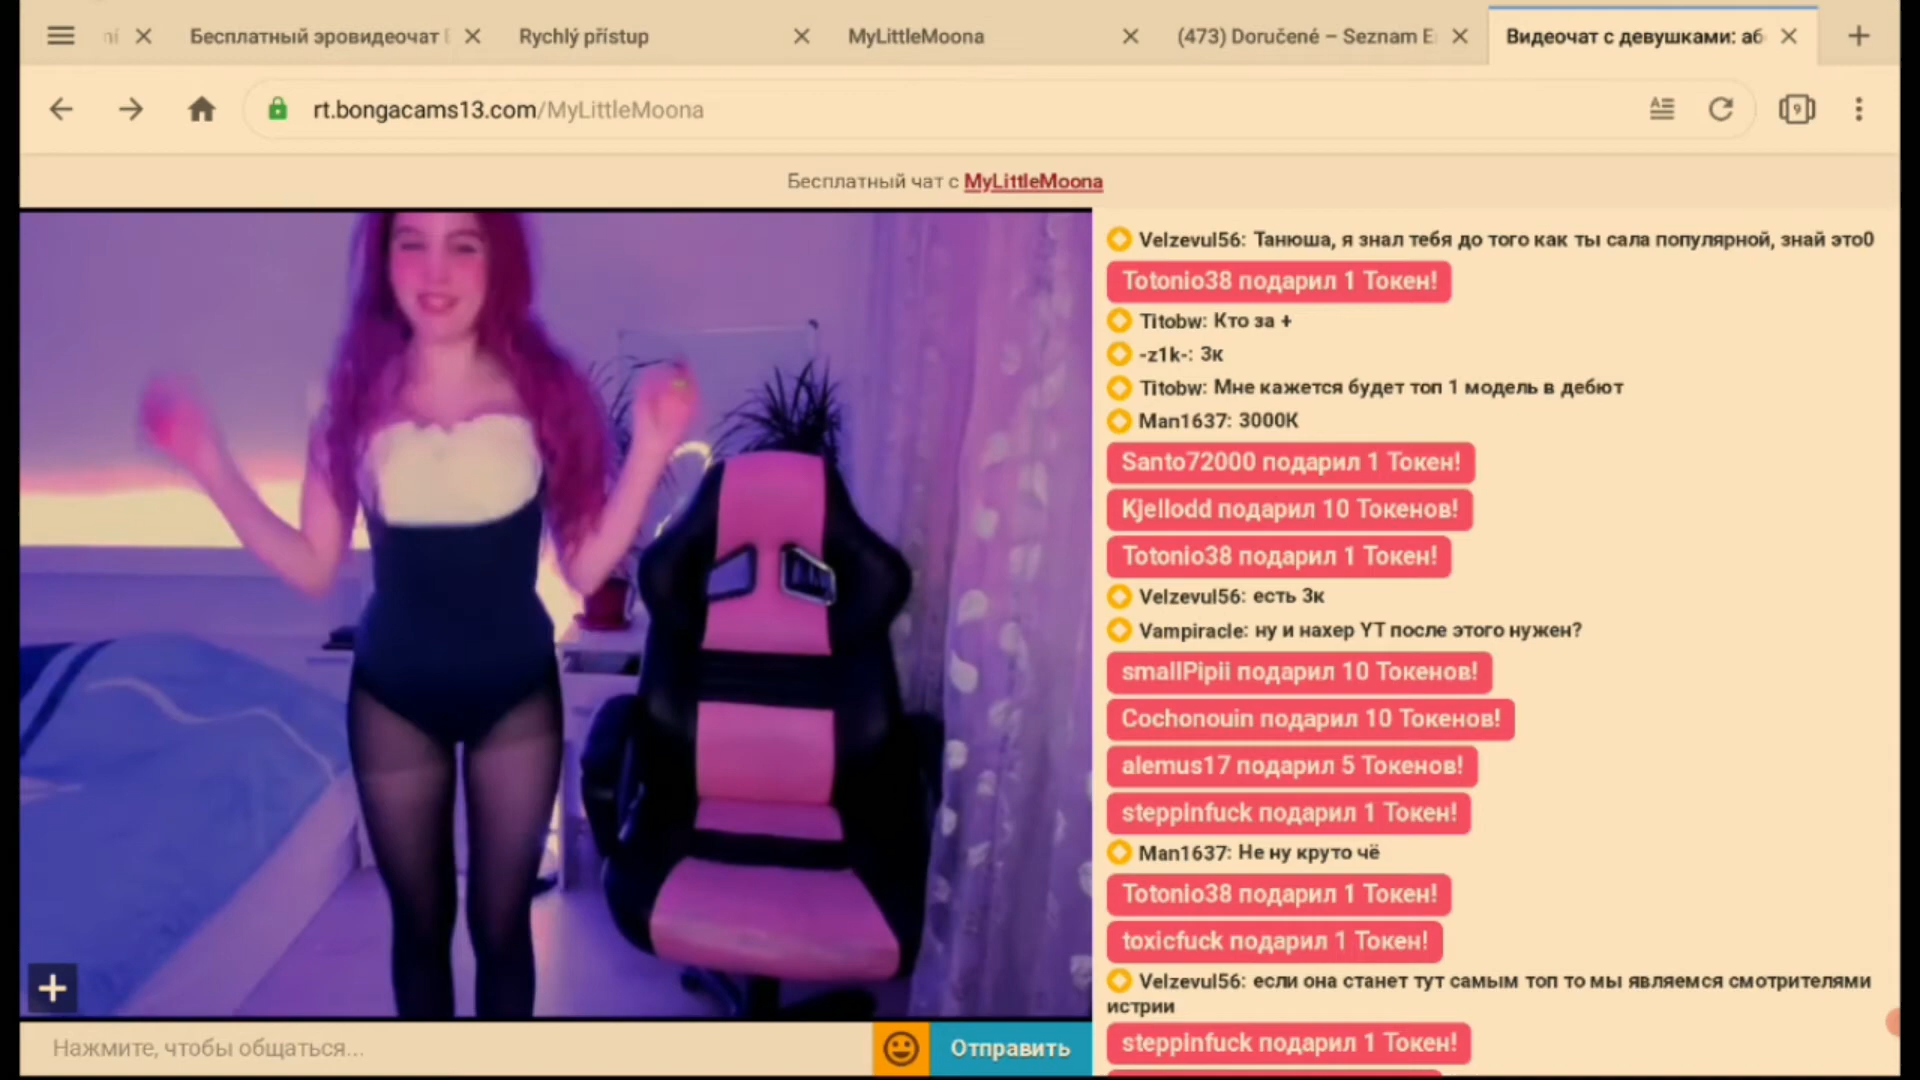 ní
Бесплатный эровидеочат
Rychlý přístup
MyLittleMoona
(473) Doručené – Seznam E
Видеочат с девушками: аб
rt.bongacams13.com/MyLittleMoona
9
Бесплатный чат с MyLittleMoona
Velzevul56: Танюша, я знал тебя до того как ты сала популярной, знай это0
Totonio38 подарил 1 Токен!
Titobw: Кто за +
-z1k-: 3к
Titobw: Мне кажется будет топ 1 модель в дебют
Man1637: 3000К
Santo72000 подарил 1 Токен!
Kjellodd подарил 10 Токенов!
Totonio38 подарил 1 Токен!
Velzevul56: есть 3к
Vampiracle: ну и нахер YT после этого нужен?
smallPipii подарил 10 Токенов!
Cochonouin подарил 10 Токенов!
alemus17 подарил 5 Токенов!
steppinfuck подарил 1 Токен!
Man1637: Не ну круто чё
Totonio38 подарил 1 Токен!
toxicfuck подарил 1 Токен!
Velzevul56: если она станет тут самым топ то мы являемся смотрителями
истрии
steppinfuck подарил 1 Токен!
Нажмите, чтобы общаться...
Отправить